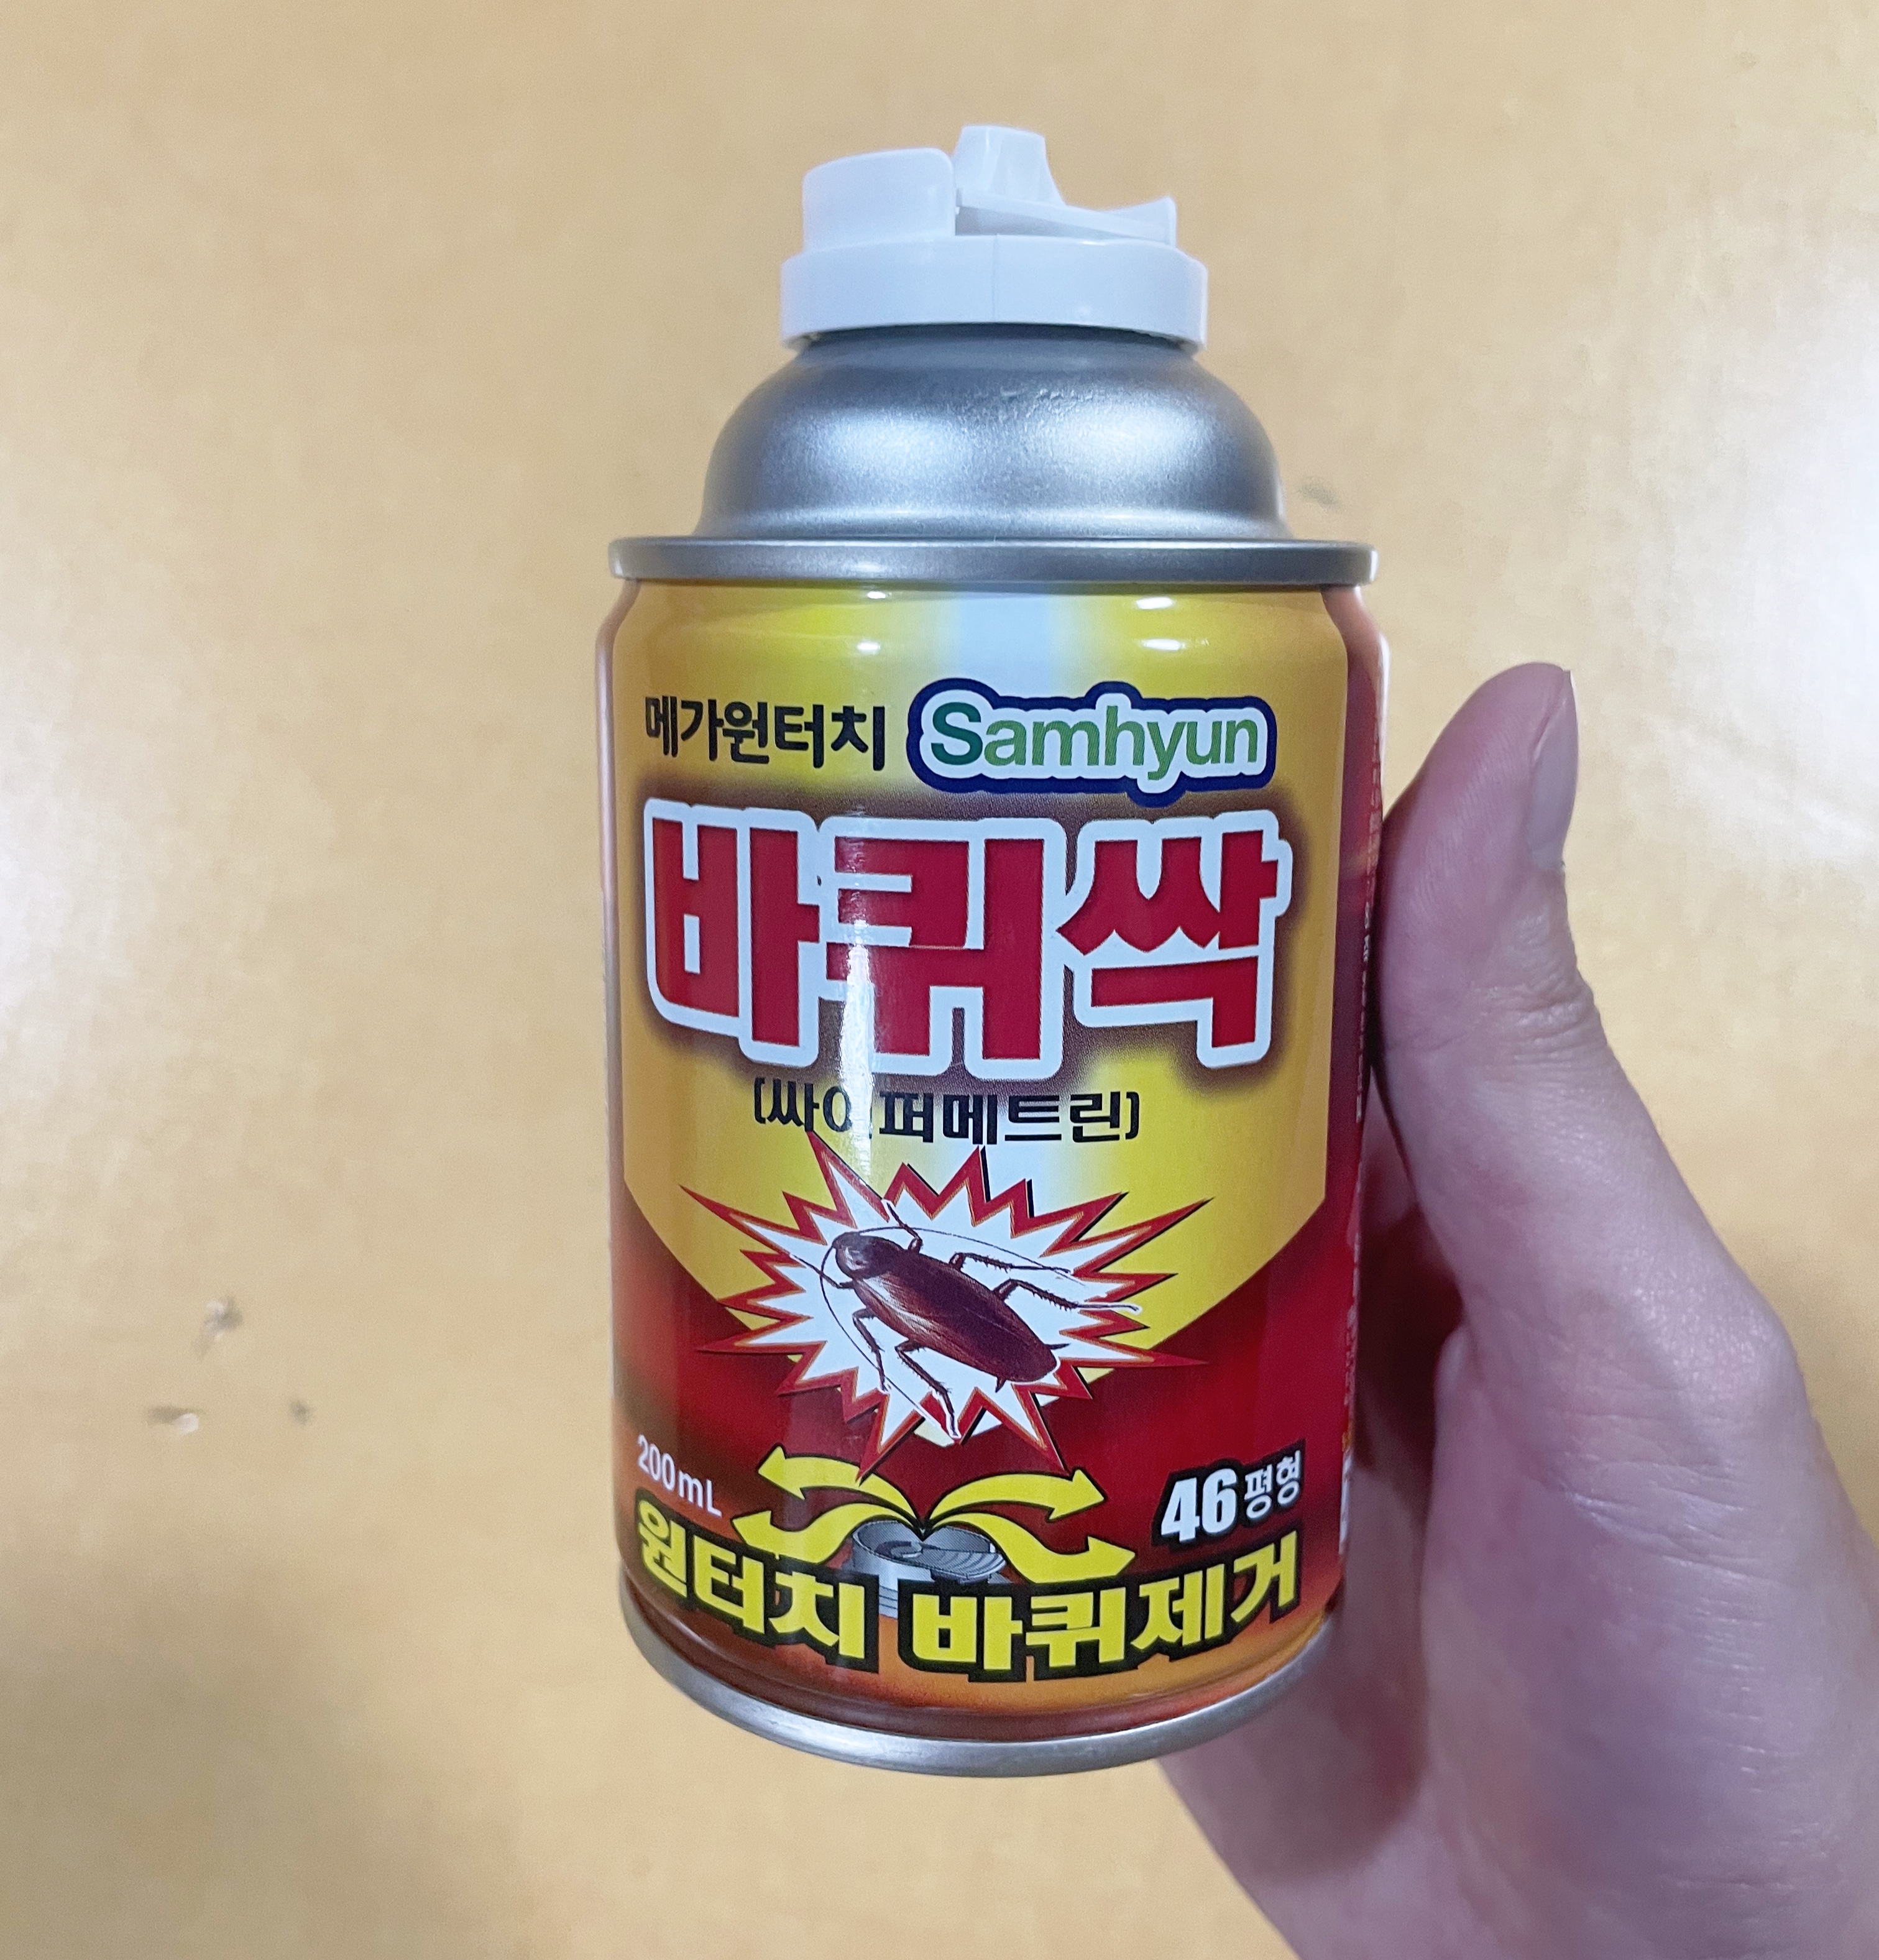 메가원터치 Samhyun
바퀴싹
(싸이퍼메트린)
200mL
46평형
원터치 바퀴제거